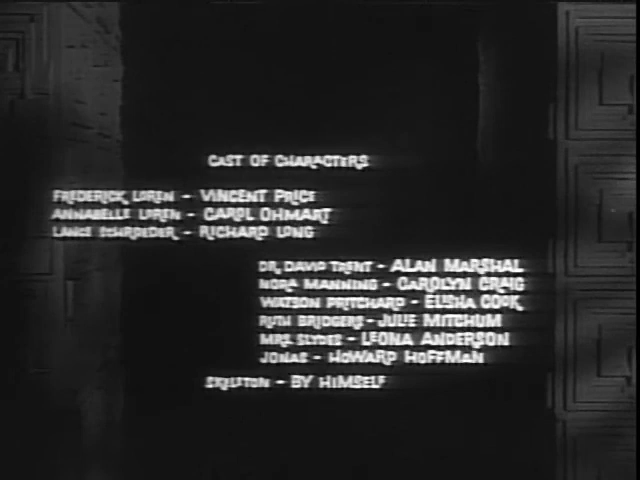 CAST OF CHARACTERS
FREDERICK LOREN - VINCENT PRICE
ANNABELLE LOREN - CAROL OHMART
LANCE SCHROEDER - RICHARD LONG
DR. DAVID TRENT - ALAN MARSHAL
NORA MANNING - CAROLYN CRAIG
WATSON PRITCHARD - ELISHA COOK
RUTH BRIDGERS - JULIE MITCHUM
MRS. SLYDES - LEONA ANDERSON
JONAS - HOWARD HOFFMAN
SKELETON - BY HIMSELF